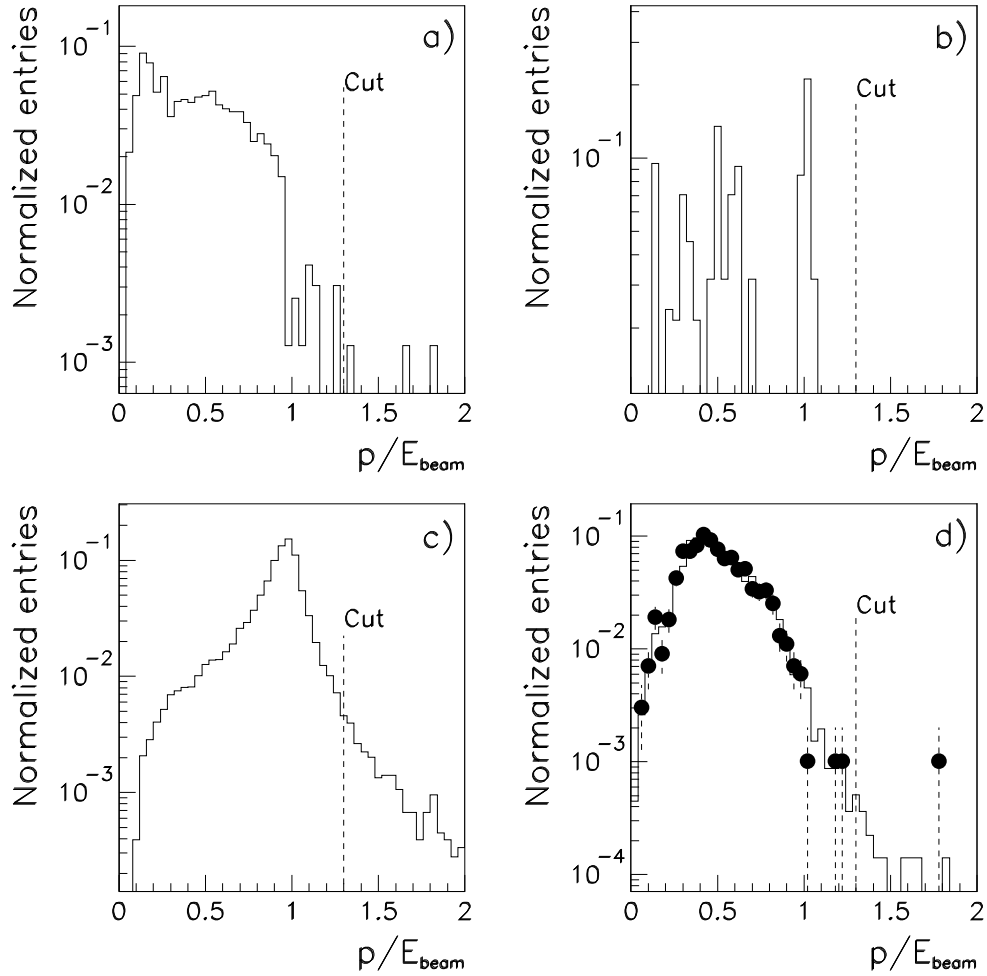 Normalized entries
a)
Cut
10⁻¹
10⁻²
10⁻³
0 0.5 1 1.5 2
p/E_beam
Normalized entries
b)
Cut
10⁻¹
0 0.5 1 1.5 2
p/E_beam
Normalized entries
c)
Cut
10⁻¹
10⁻²
10⁻³
0 0.5 1 1.5 2
p/E_beam
Normalized entries
d)
Cut
10⁻¹
10⁻²
10⁻³
10⁻⁴
0 0.5 1 1.5 2
p/E_beam